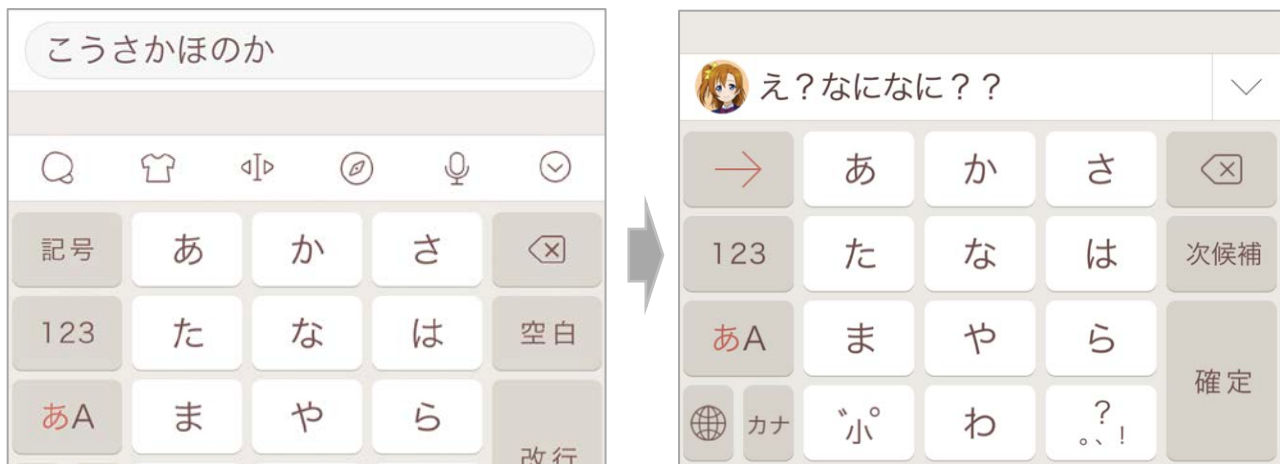 こうさかほのか
記号 あ か さ
123 た な は 空白
あA ま や ら
改行
え？なになに？？
あ か さ
123 た な は 次候補
あA ま や ら 確定
カナ 小 ゛゜ わ ？ 。、！